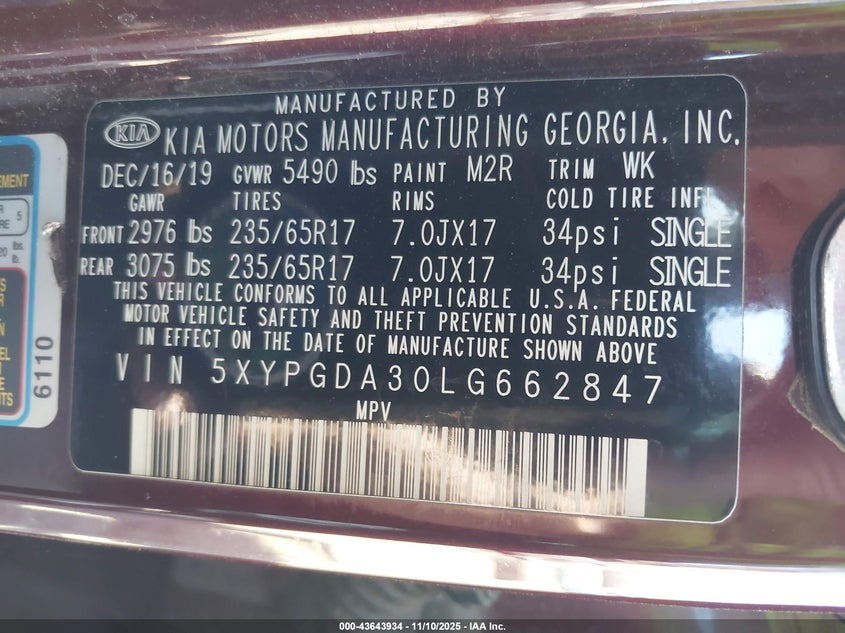 MANUFACTURED BY
KIA KIA MOTORS MANUFACTURING GEORGIA, INC.
DEC/16/19 GVWR 5490 lbs PAINT M2R TRIM WK
GAWR TIRES RIMS COLD TIRE INFL
FRONT 2976 lbs 235/65R17 7.0JX17 34psi SINGLE
REAR 3075 lbs 235/65R17 7.0JX17 34psi SINGLE
THIS VEHICLE CONFORMS TO ALL APPLICABLE U.S.A. FEDERAL
MOTOR VEHICLE SAFETY AND THEFT PREVENTION STANDARDS
IN EFFECT ON THE DATE OF MANUFACTURE SHOWN ABOVE
VIN 5XYPGDA30LG662847
MPV
6110
000-43643934 - 11/10/2025 - IAA Inc.